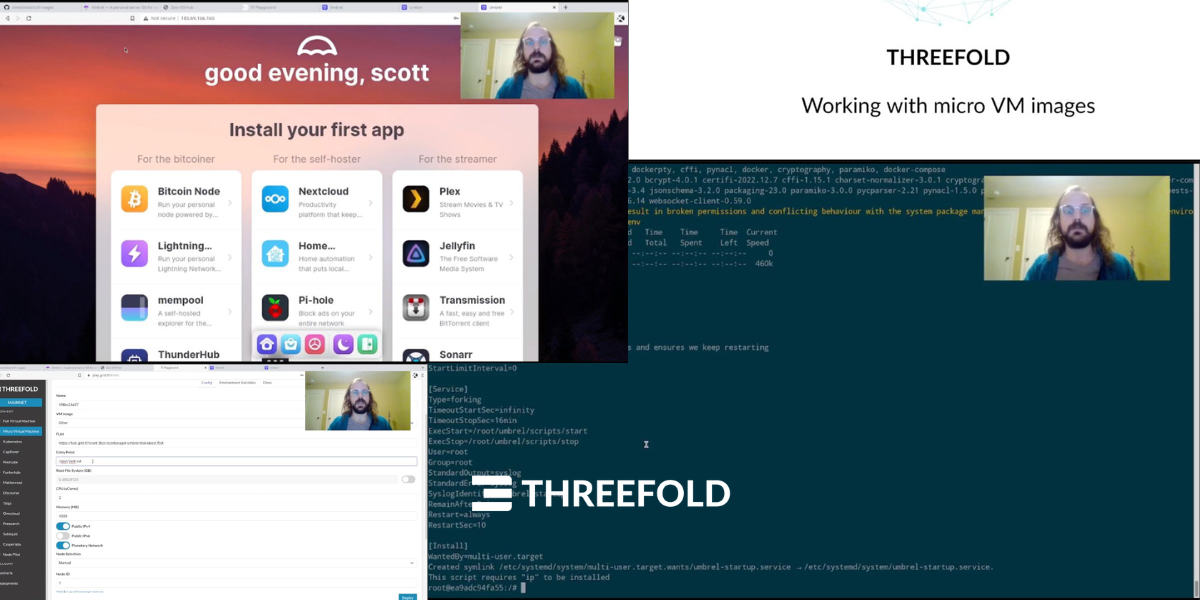 Not secure
good evening, scott
Install your first app
For the bitcoiner
For the self-hoster
For the streamer
Bitcoin Node
Run your personal
node powered by...
Nextcloud
Productivity
platform that keep...
Plex
Stream Movies & TV
Shows
Lightning...
Run your personal
Lightning Network...
Home...
Home automation
that puts local...
Jellyfin
The Free Software
Media System
mempool
A self-hosted
explorer for the...
Pi-hole
Block ads on your
entire network
Transmission
A fast, easy and free
BitTorrent client
ThunderHub
Sonarr
THREEFOLD
Working with micro VM images
dockerpty, cffi, pynacl, docker, cryptography, paramiko, docker-compose
2.0 bcrypt-4.0.1 certifi-2022.12.7 cffi-1.15.1 charset-normalizer-3.0.1
-3.4 jsonschema-3.2.0 packaging-23.0 paramiko-3.0.0 pycparser-2.21 pynacl-1.5.0
6.14 websocket-client-0.59.0
esult in broken permissions and conflicting behaviour with the system package
env
d Time Time Time Current
d Total Spent Left Speed
--:--:-- --:--:-- --:--:-- 0
--:--:-- --:--:-- --:--:-- 460k
s and ensures we keep restarting
THREEFOLD
Name
VM Image
Other
FList
Entry Point
Root File System (GB)
CPU (vCores)
Memory (MB)
Public IPv4
Public IPv6
Planetary Network
Node Selection
Manual
Node ID
Deploy
StartLimitInterval=0
[Service]
Type=forking
TimeoutStartSec=infinity
TimeoutStopSec=16min
ExecStart=/root/umbrel/scripts/start
ExecStop=/root/umbrel/scripts/stop
User=root
Group=root
StandardOutput=syslog
THREEFOLD
Restart=always
RestartSec=10
[Install]
WantedBy=multi-user.target
Created symlink /etc/systemd/system/multi-user.target.wants/umbrel-startup.service → /etc/systemd/system/umbrel-startup.service.
This script requires "ip" to be installed
root@ea9adc94fa55:/#